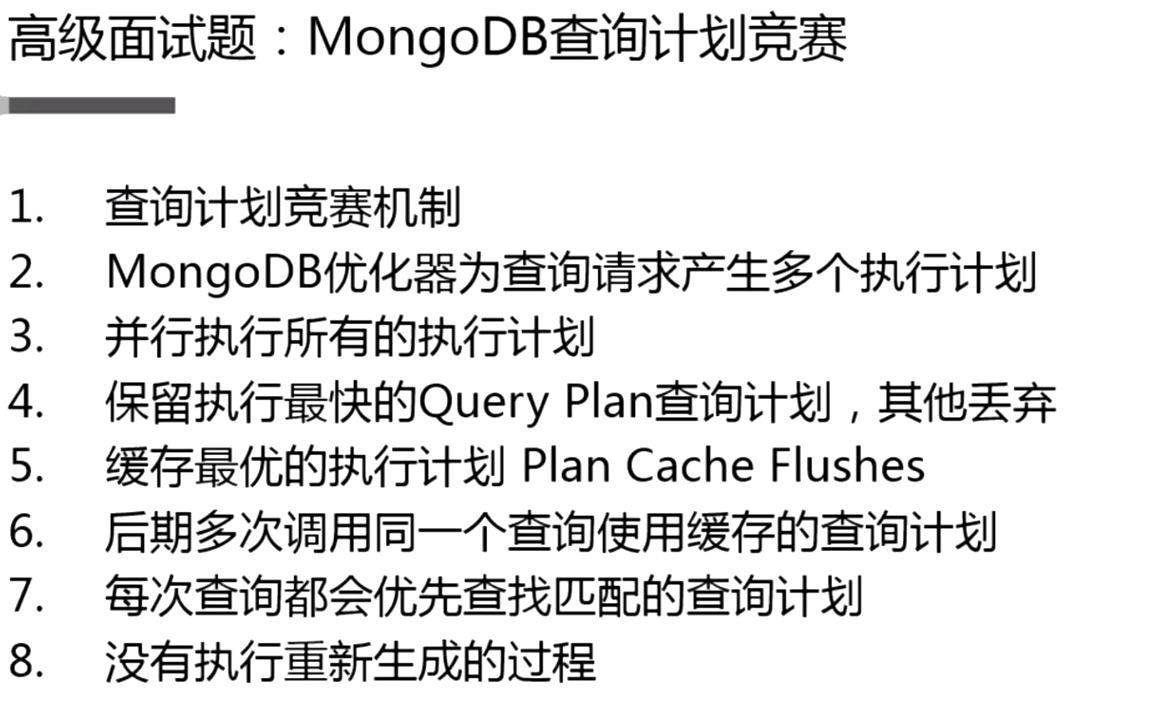 高级面试题：MongoDB查询计划竞赛
1. 查询计划竞赛机制
2. MongoDB优化器为查询请求产生多个执行计划
3. 并行执行所有的执行计划
4. 保留执行最快的Query Plan查询计划，其他丢弃
5. 缓存最优的执行计划 Plan Cache Flushes
6. 后期多次调用同一个查询使用缓存的查询计划
7. 每次查询都会优先查找匹配的查询计划
8. 没有执行重新生成的过程